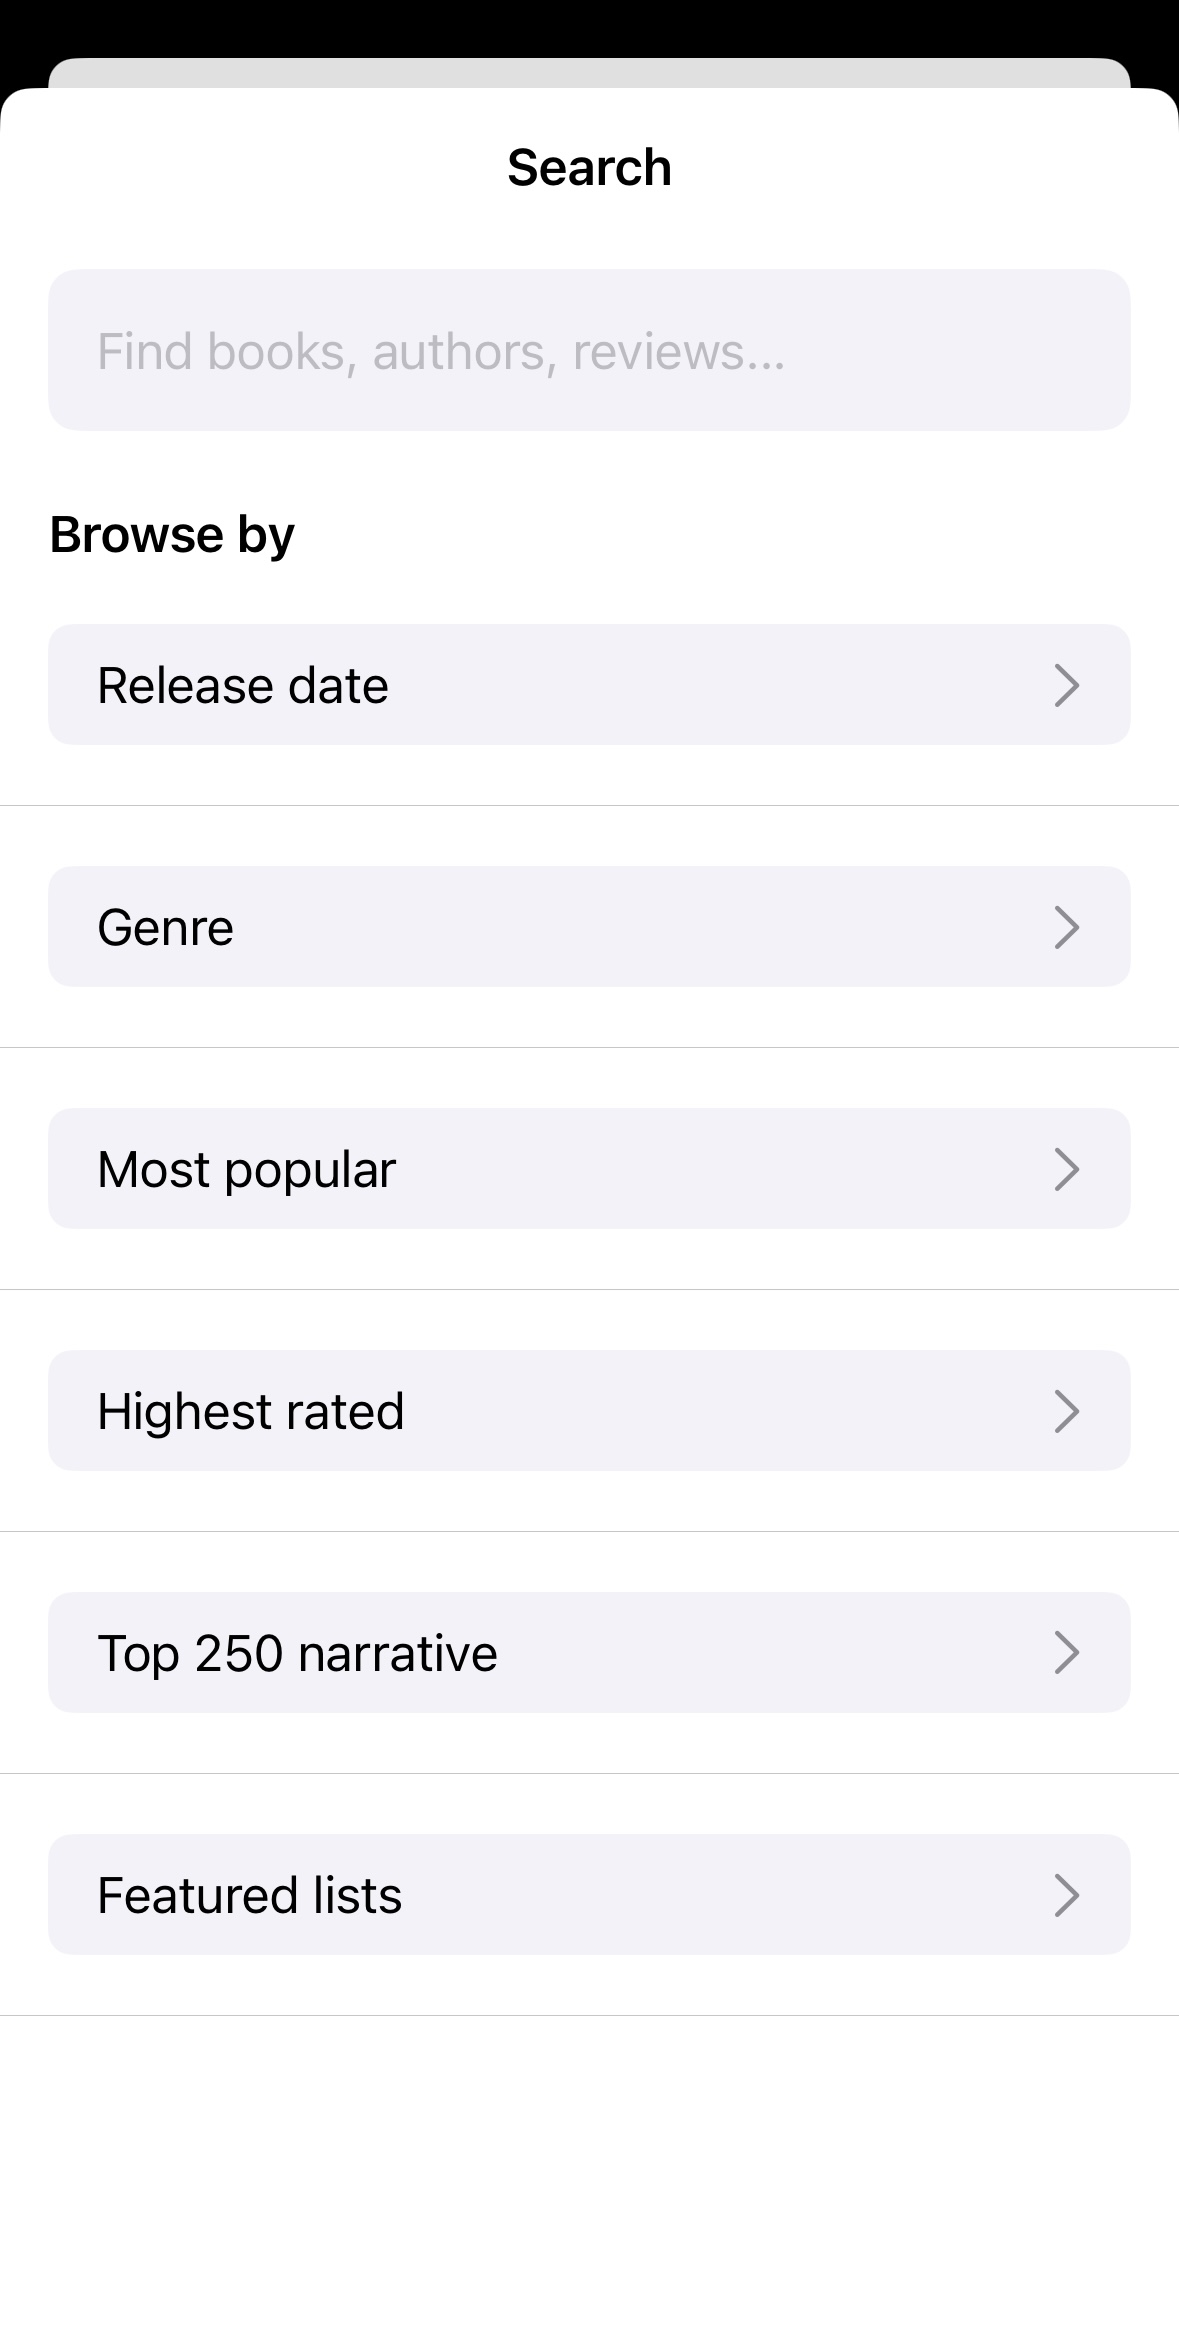 Search
Find books, authors, reviews...
Browse by
Release date
Genre
Most popular
Highest rated
Top 250 narrative
Featured lists